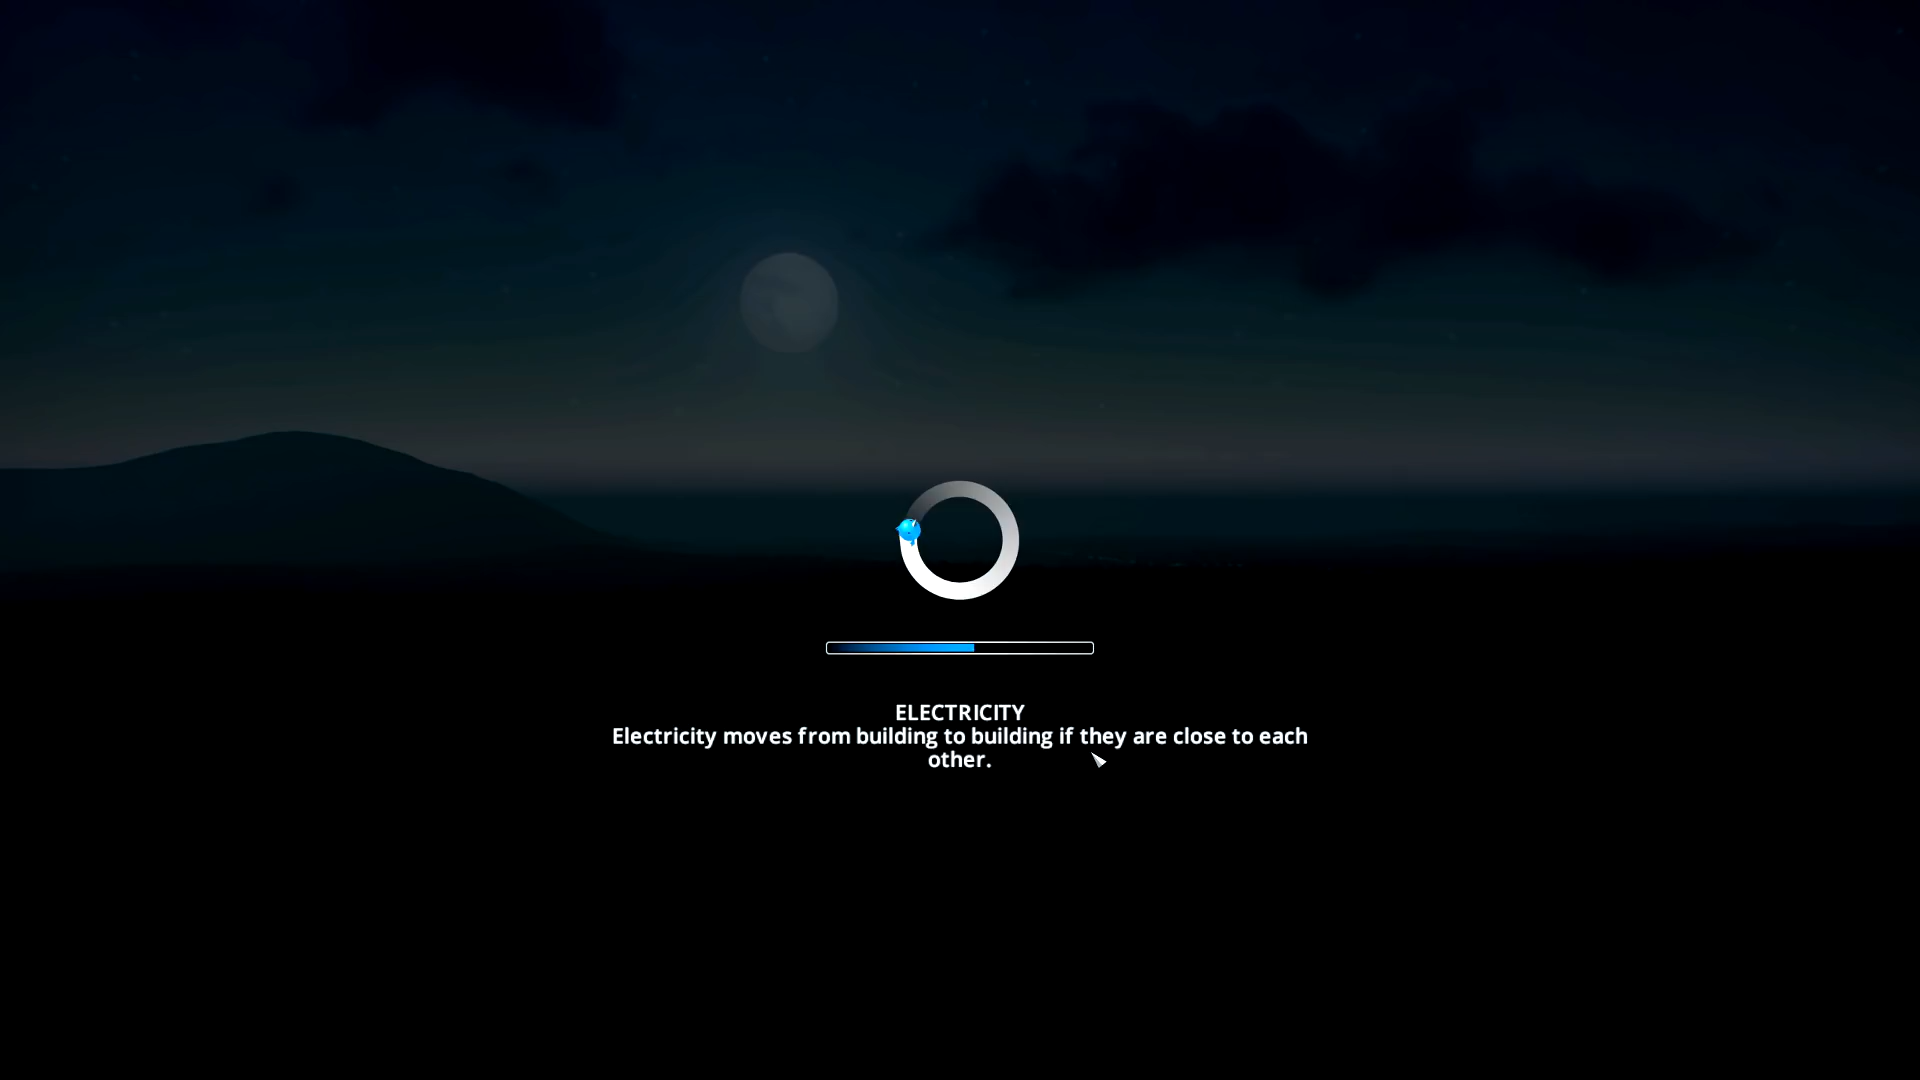 ELECTRICITY
Electricity moves from building to building if they are close to each
other.